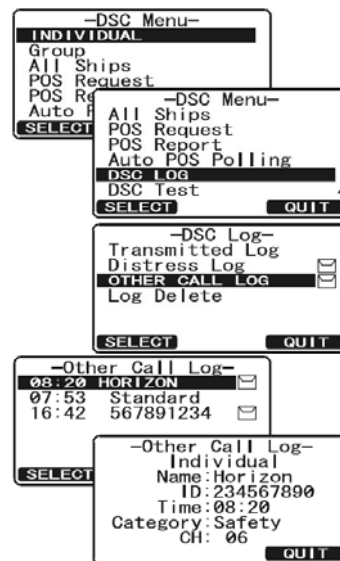 —DSC Menu—
INDIVIDUAL
Group
All Ships
POS Request
POS
Auto
SELECT
—DSC Menu—
All Ships
POS Request
POS Report
Auto POS Polling
DSC LOG
DSC Test
SELECT QUIT
—DSC Log—
Transmitted Log
Distress Log
OTHER CALL LOG
Log Delete
SELECT QUIT
—Other Call Log—
08:20 HORIZON
07:53 Standard
16:42 567891234
SELECT
—Other Call Log—
Individual
Name:Horizon
ID:234567890
Time:08:20
Category:Safety
CH: 06
QUIT